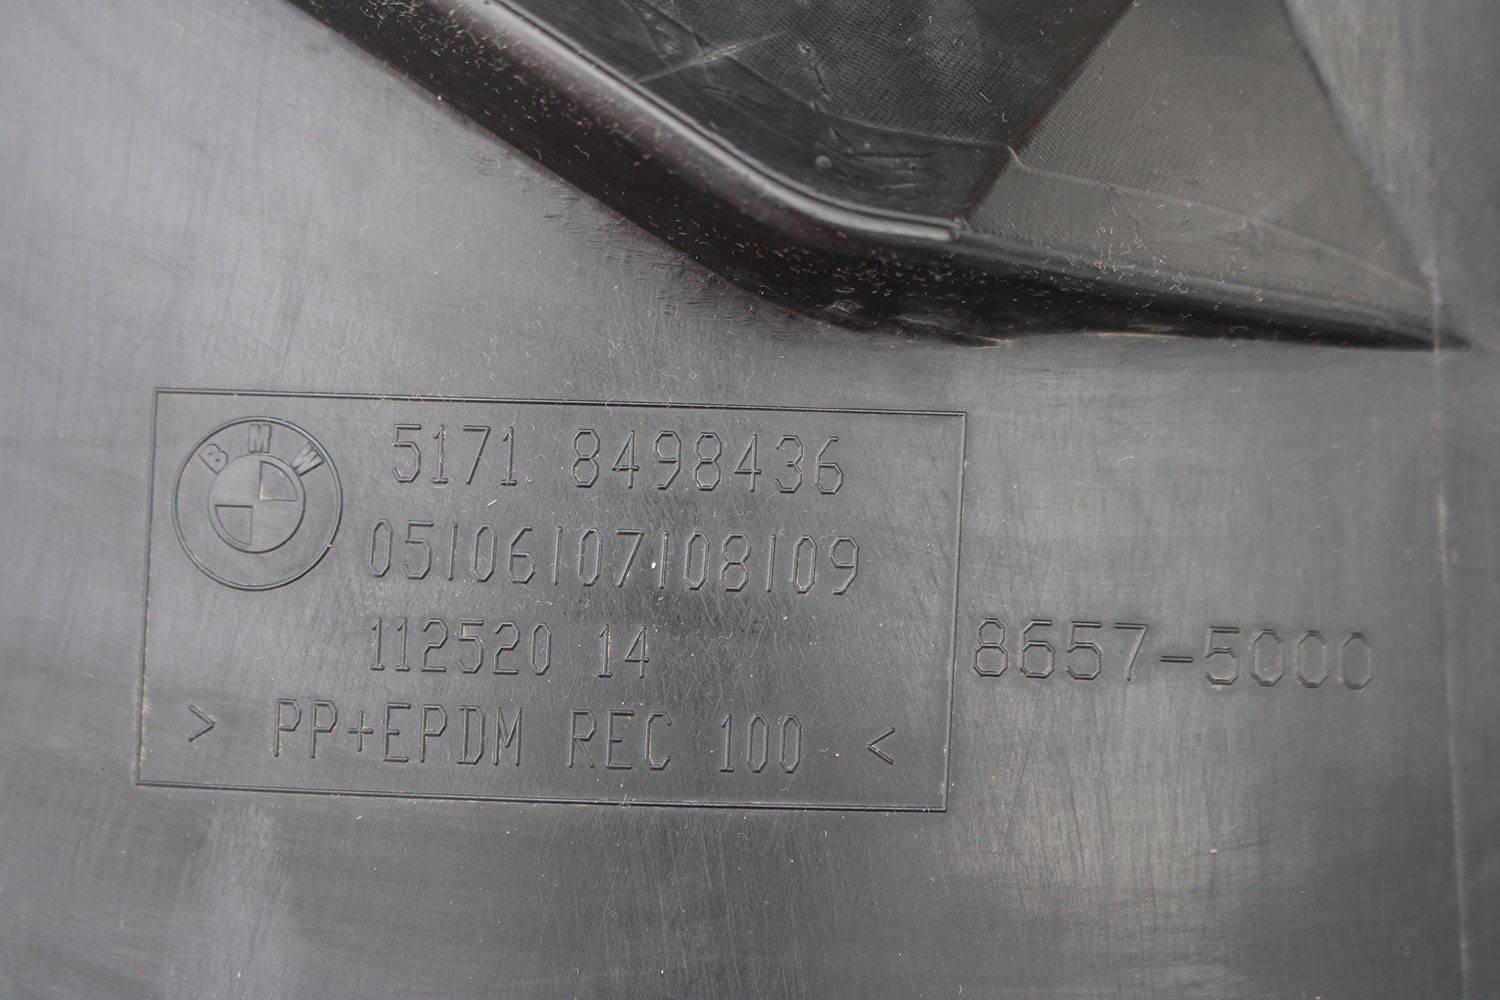 BMW
5171 8498436
05/06/07/08/09
112520 14
> PP+EPDM REC 100 <
8657-5000